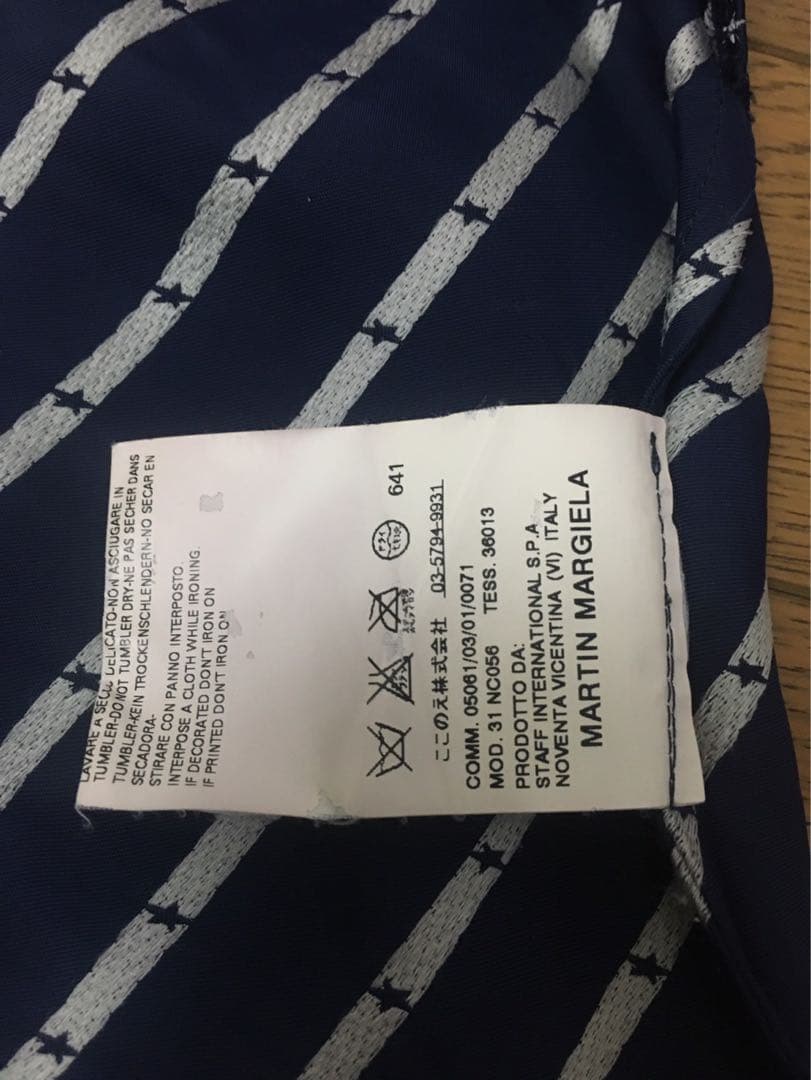 MARTIN MARGIELA
NOVENTA VICENTINA (VI) ITALY
STAFF INTERNATIONAL S.P.A.
PRODOTTO DA:
MOD. 31 NC056 TESS. 36013
COMM. 05061/03/01/0071
ここのえ株式会社 03-5794-9931
641
IF PRINTED DON'T IRON ON
IF DECORATED DON'T IRON ON
INTERPOSE A CLOTH WHILE IRONING.
STIRARE CON PANNO INTERPOSTO.
SECADORA-
TUMBLER-KEIN TROCKENSCHLENDERN-NO SECAR EN
TUMBLER-DO NOT TUMBLER DRY-NE PAS SECHER DANS
LAVARE A SECCO DELICATO-NON ASCIUGARE IN